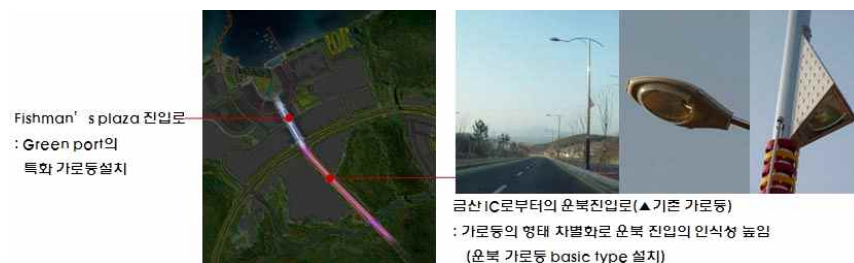 Fishman's plaza 진입로
: Green port의
특화 가로등설치
금산 IC로부터의 운북진입로(▲기존 가로등)
: 가로등의 형태 차별화로 운북 진입의 인식성 높임
(운북 가로등 basic type 설치)